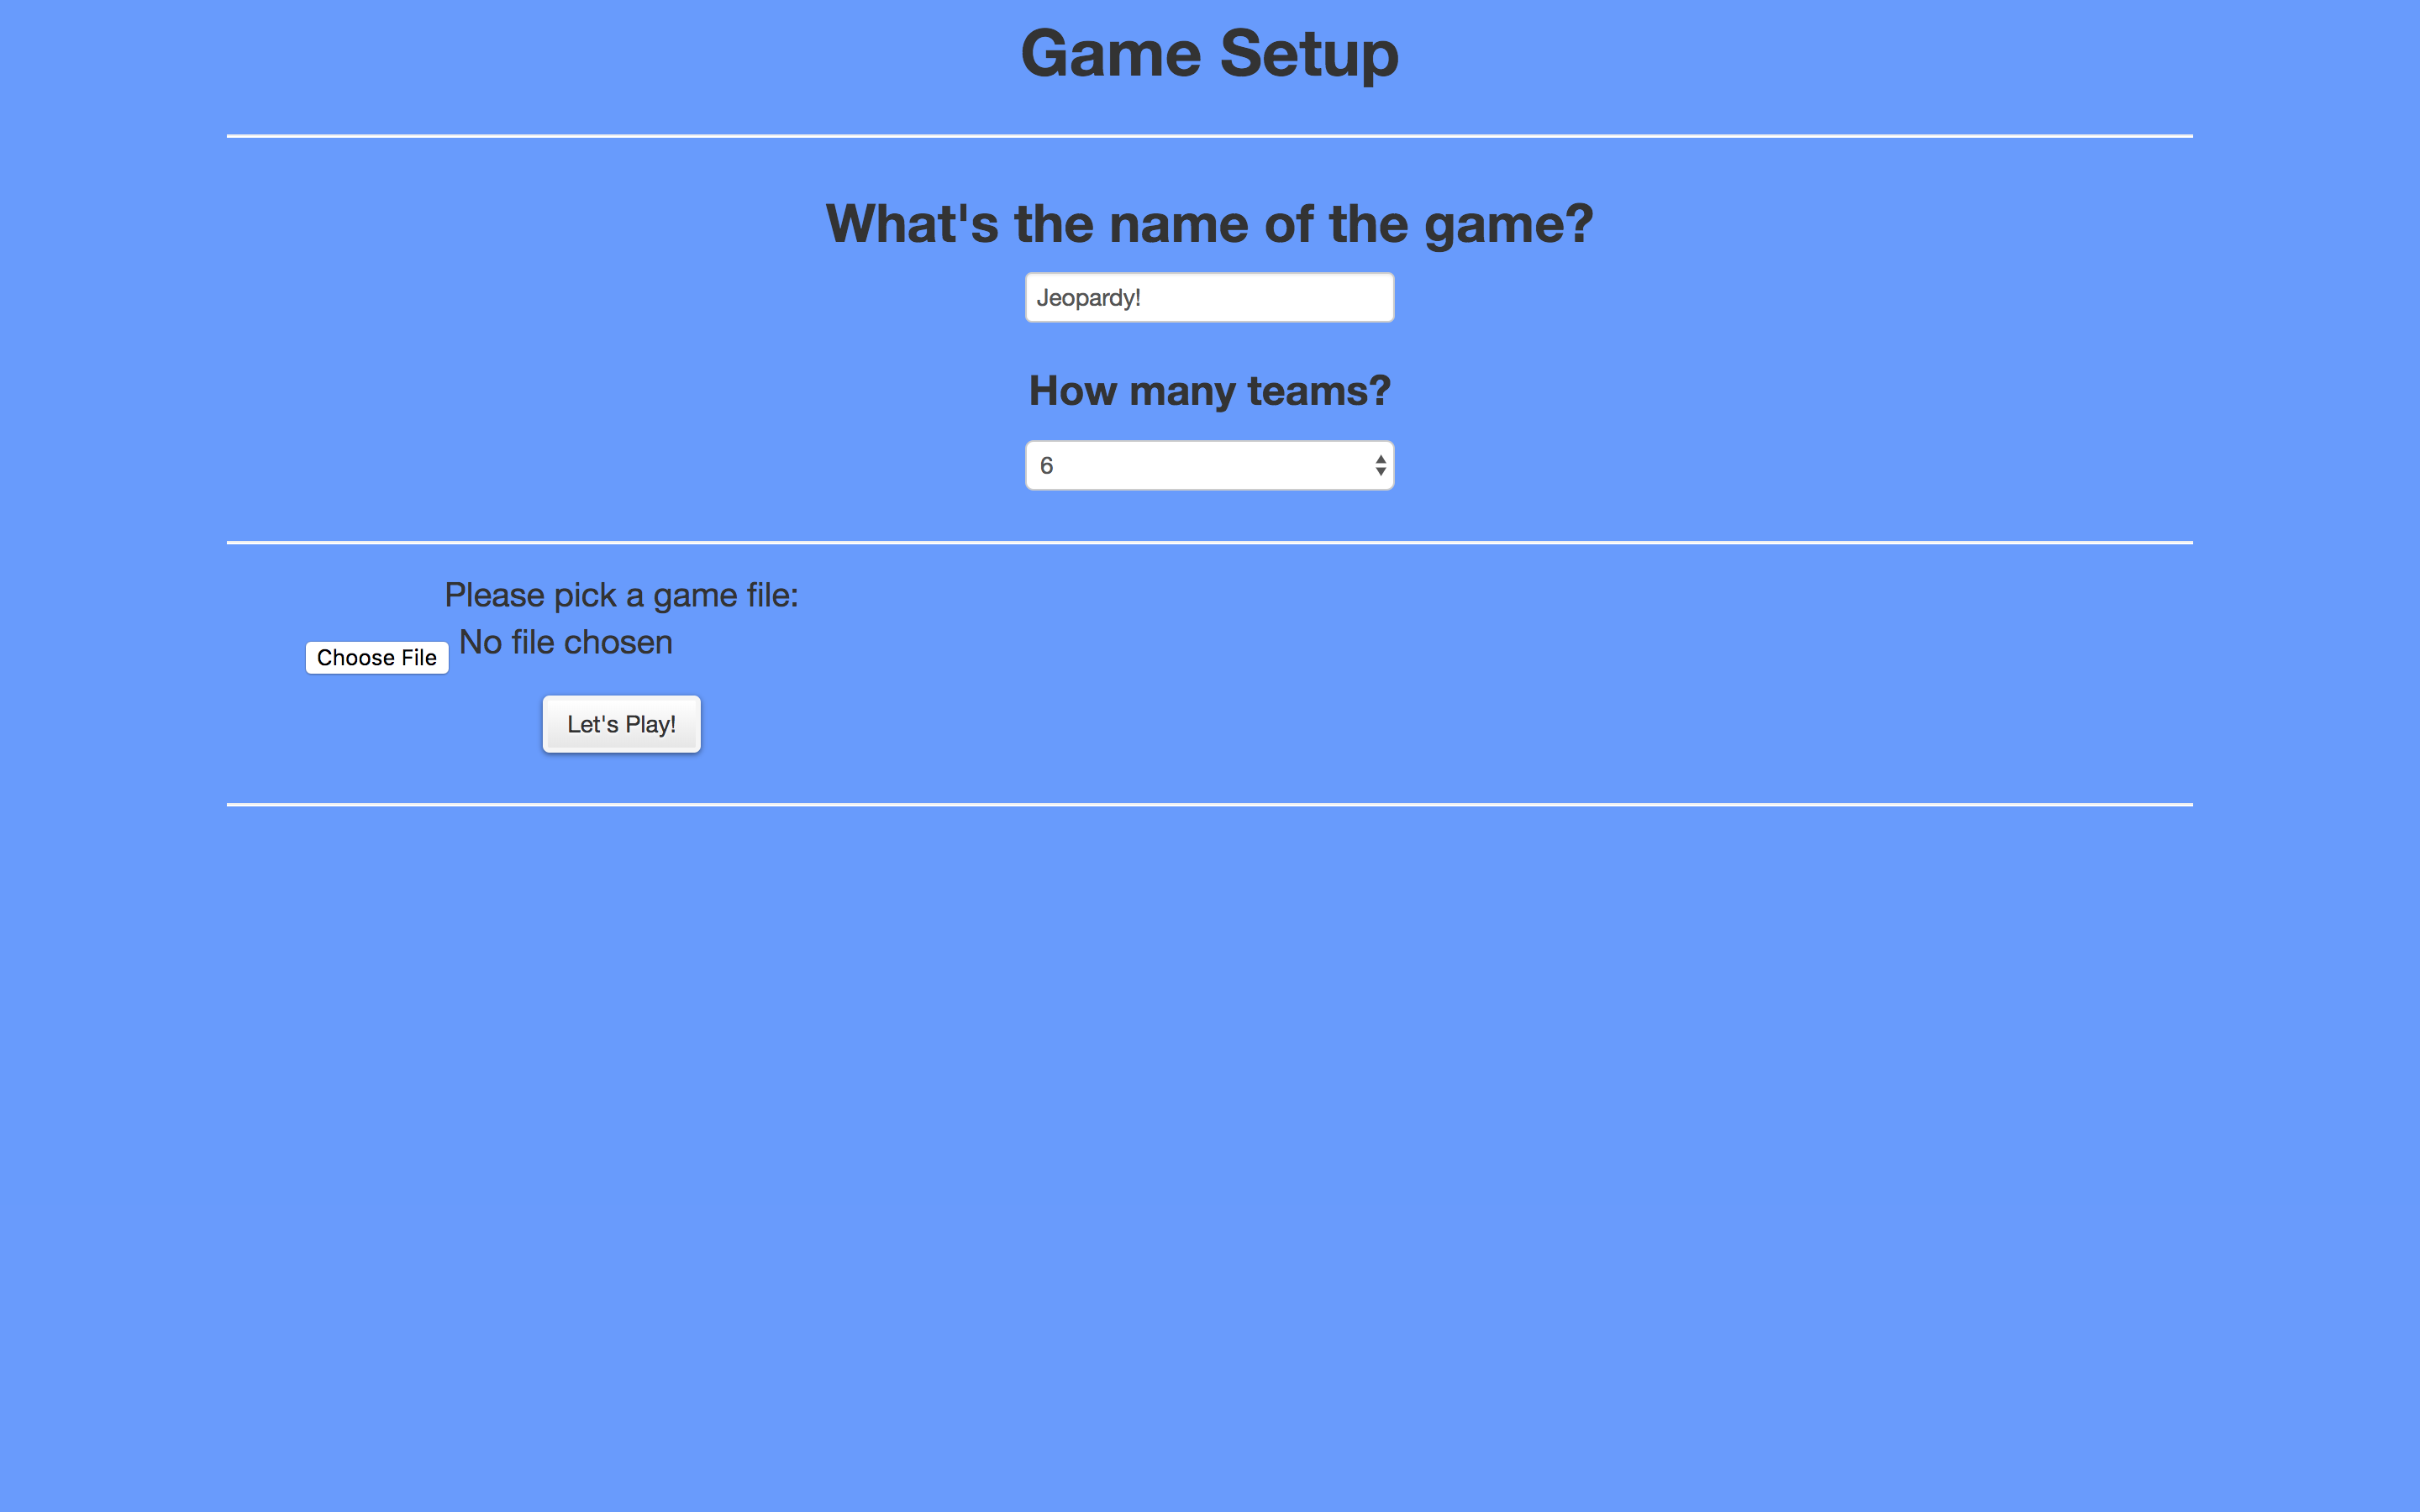 Game Setup
What's the name of the game?
Jeopardy!
How many teams?
6
Please pick a game file:
Choose File No file chosen
Let's Play!